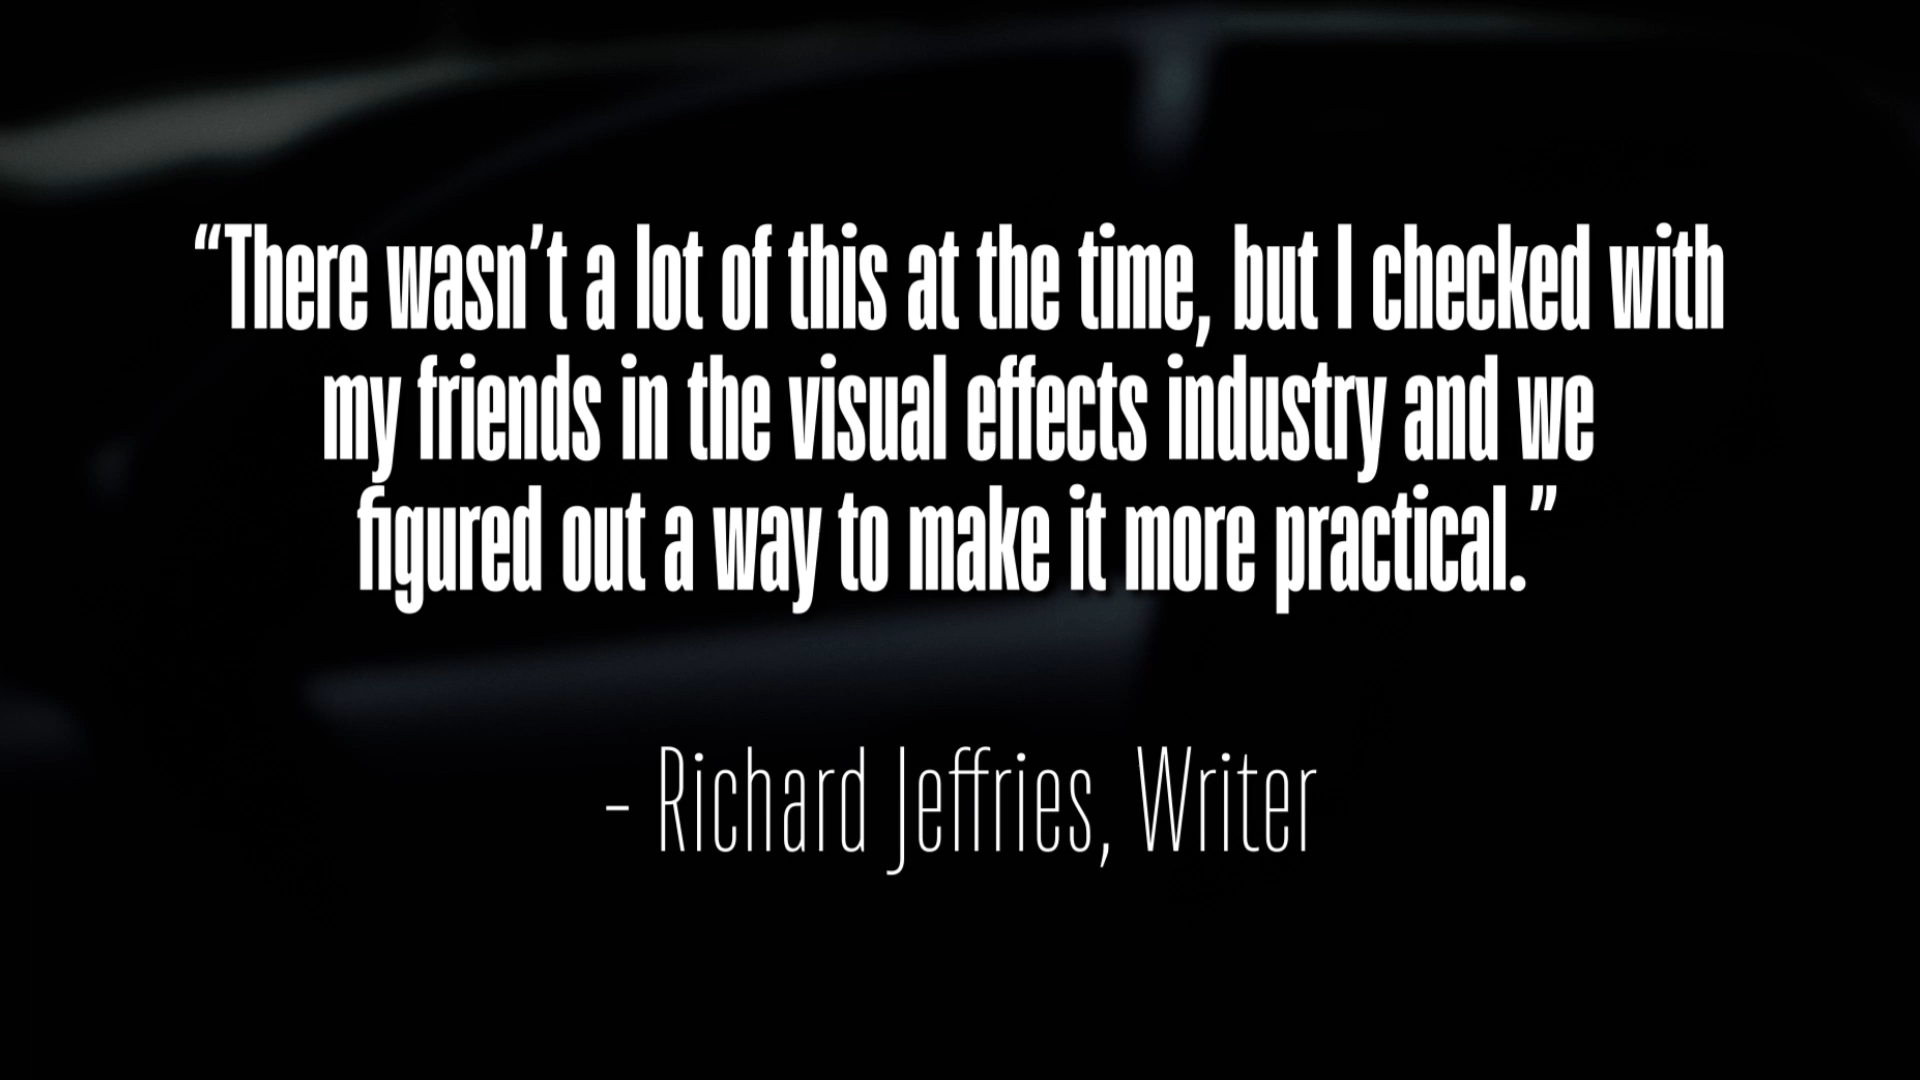 “There wasn’t a lot of this at the time, but I checked with
my friends in the visual effects industry and we
figured out a way to make it more practical.”
- Richard Jeffries, Writer